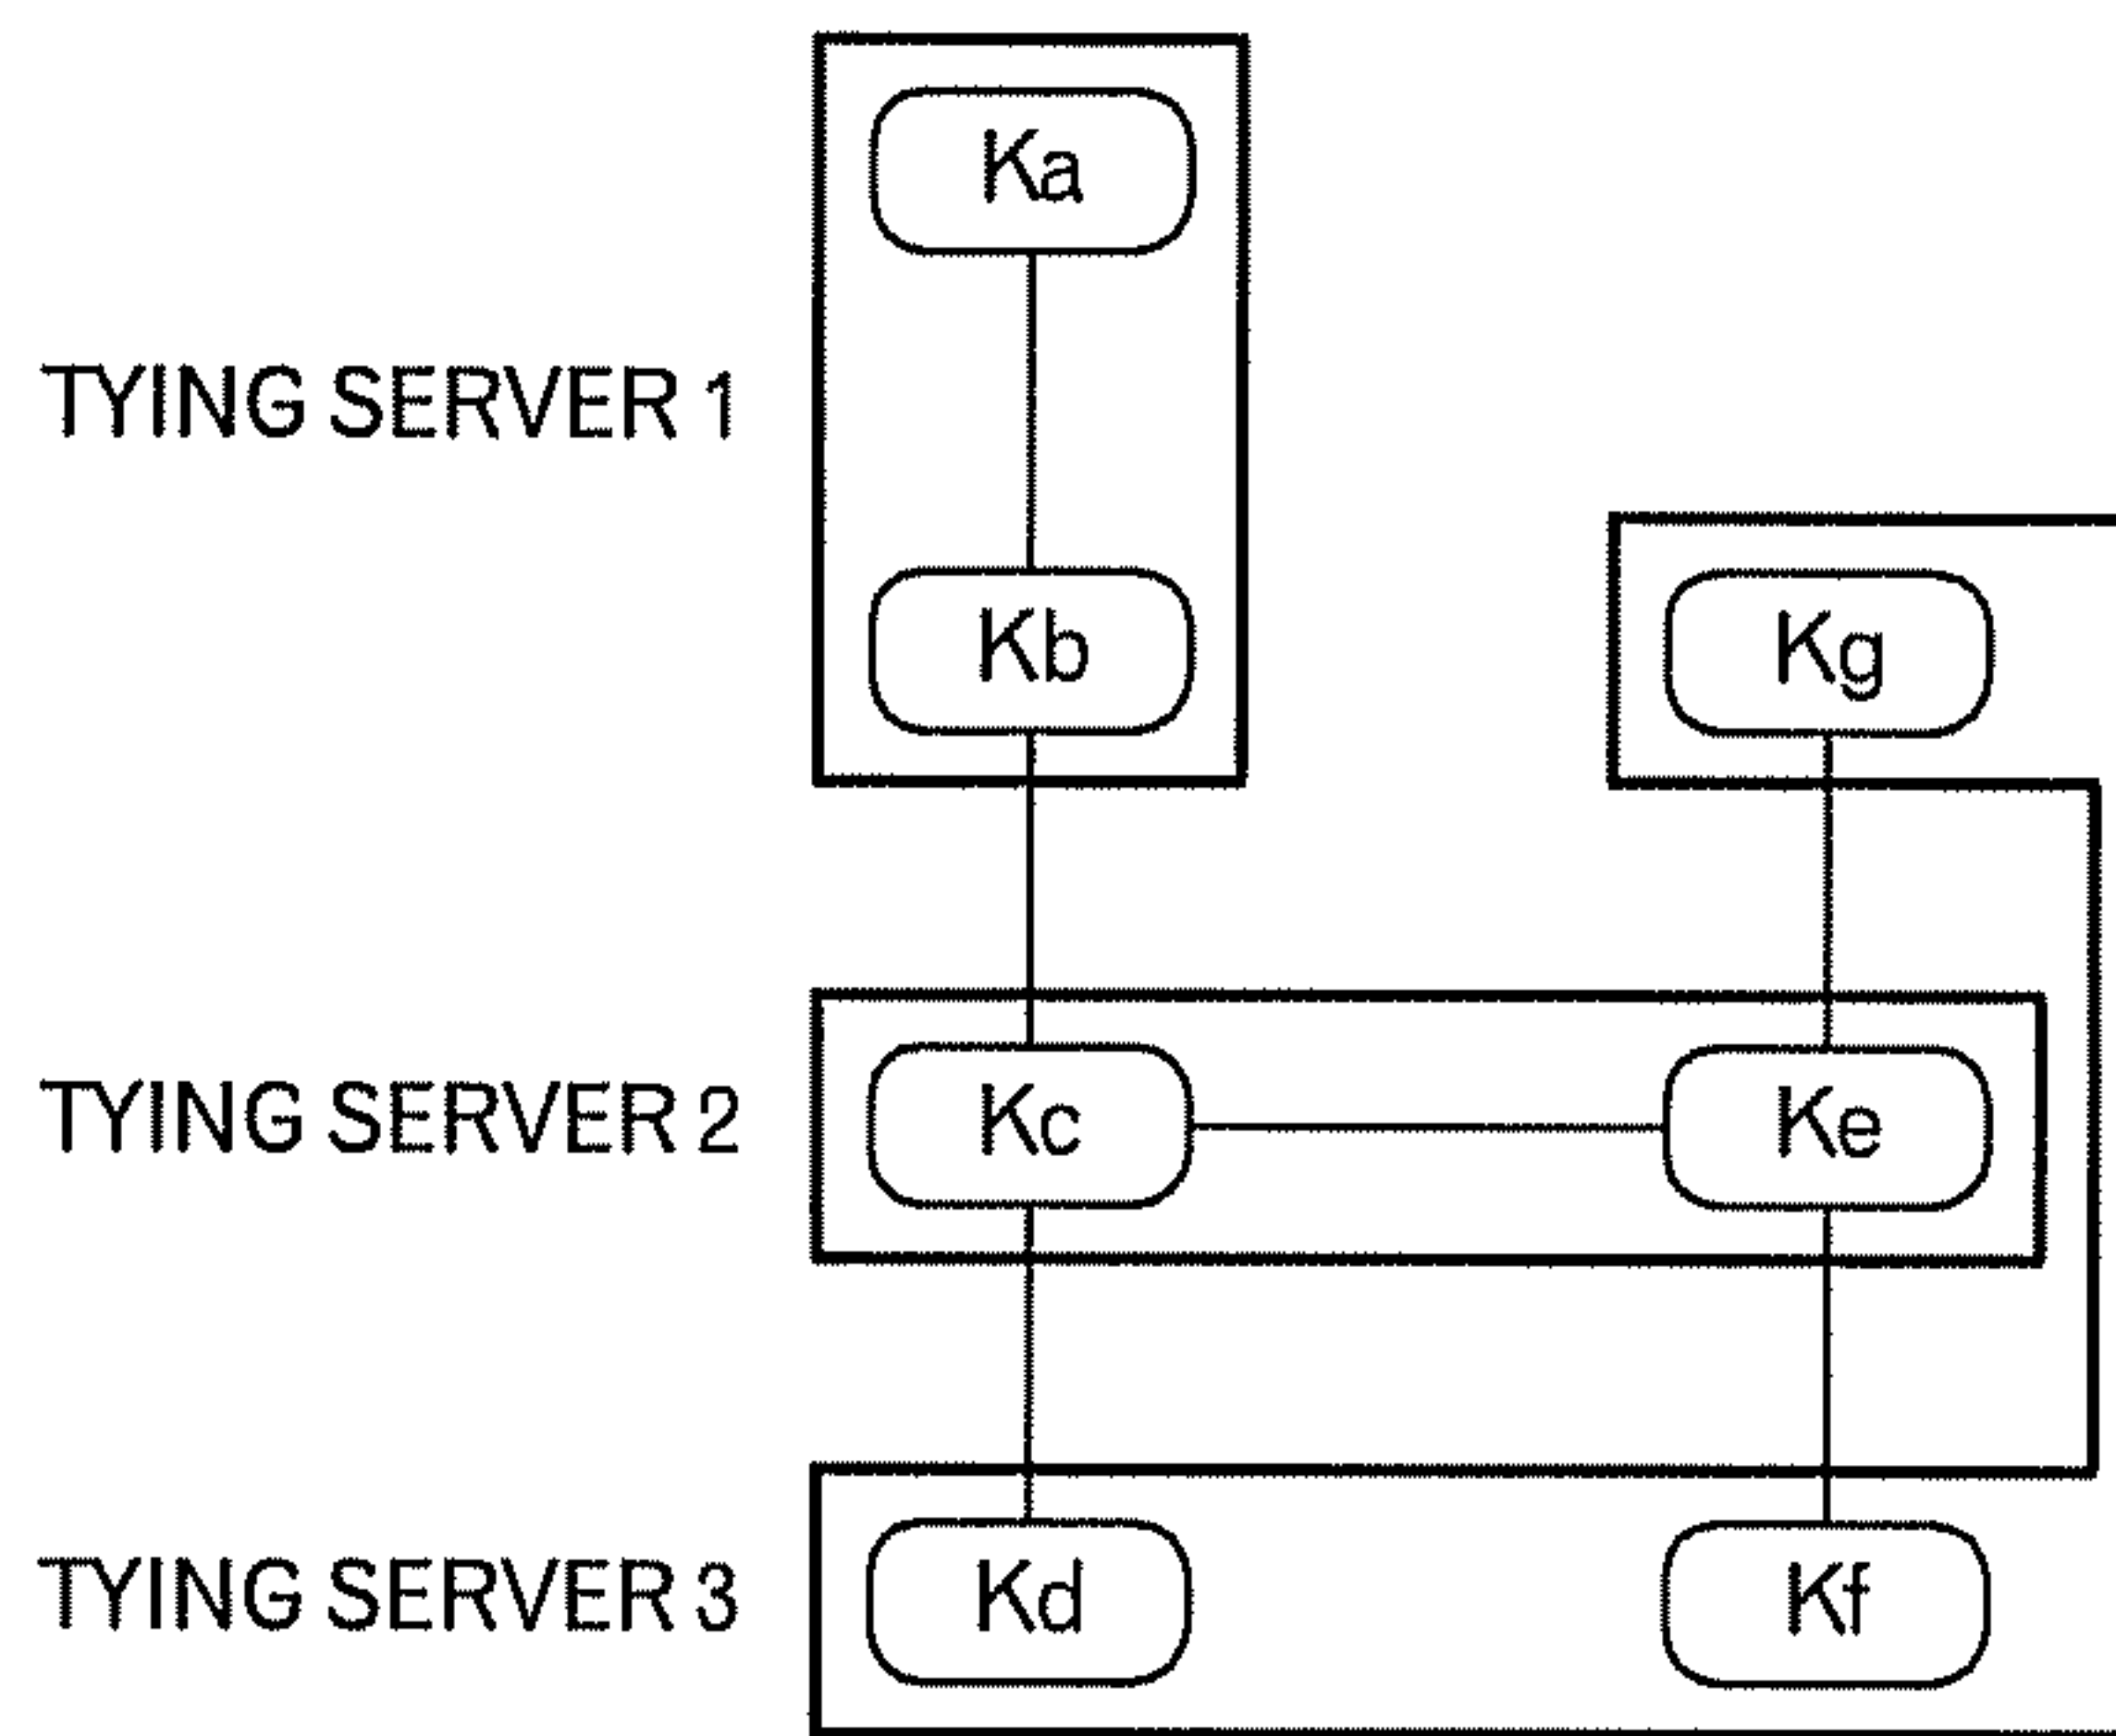 Ka
TYING SERVER 1
Kb
Kg
TYING SERVER 2
Kc
Ke
TYING SERVER 3
Kd
Kf